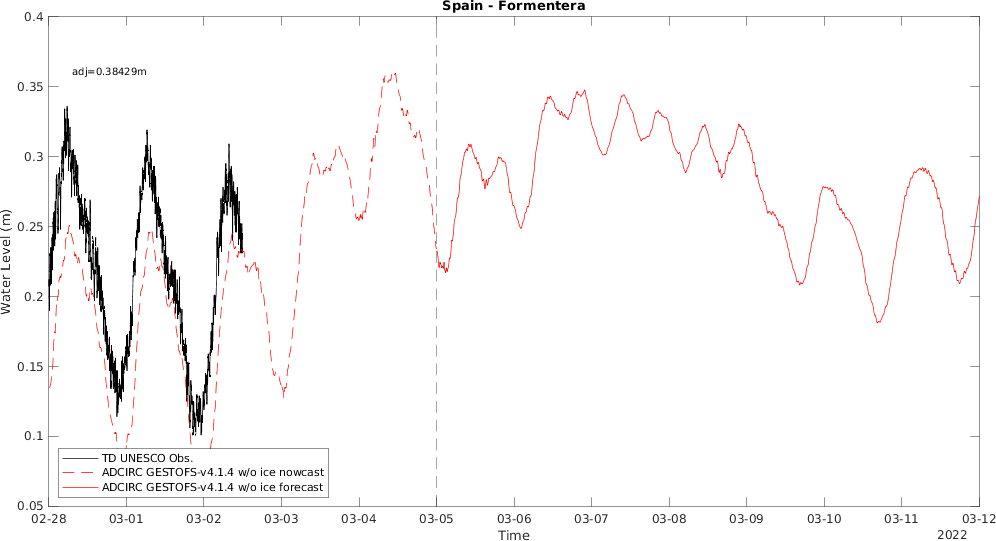 Spain - Formentera
0.4
0.35
0.3
0.25
0.2
0.15
0.1
0.05
Water Level (m)
adj=0.38429m
TD UNESCO Obs.
ADCIRC GESTOFS-v4.1.4 w/o ice nowcast
ADCIRC GESTOFS-v4.1.4 w/o ice forecast
02-28 03-01 03-02 03-03 03-04 03-05 03-06 03-07 03-08 03-09 03-10 03-11 03-12
Time
2022